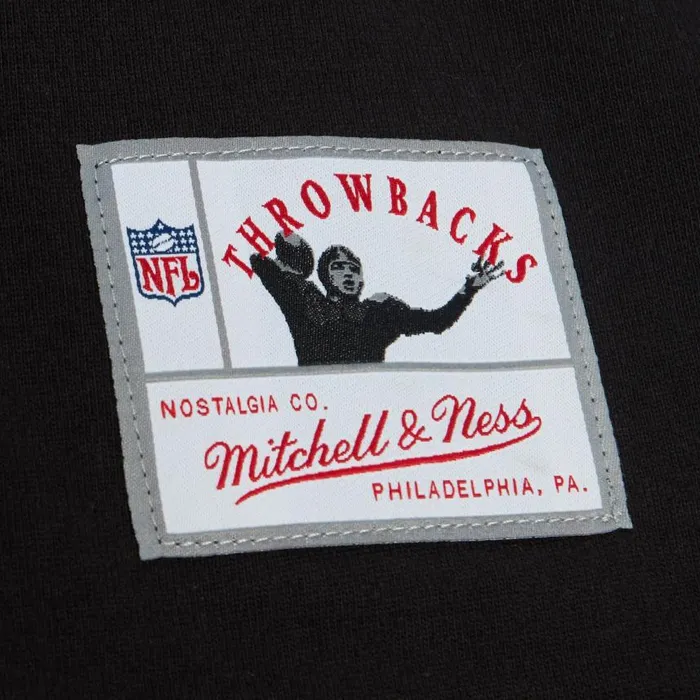 NFL
THROWBACKS
NOSTALGIA CO.
Mitchell & Ness
PHILADELPHIA, PA.